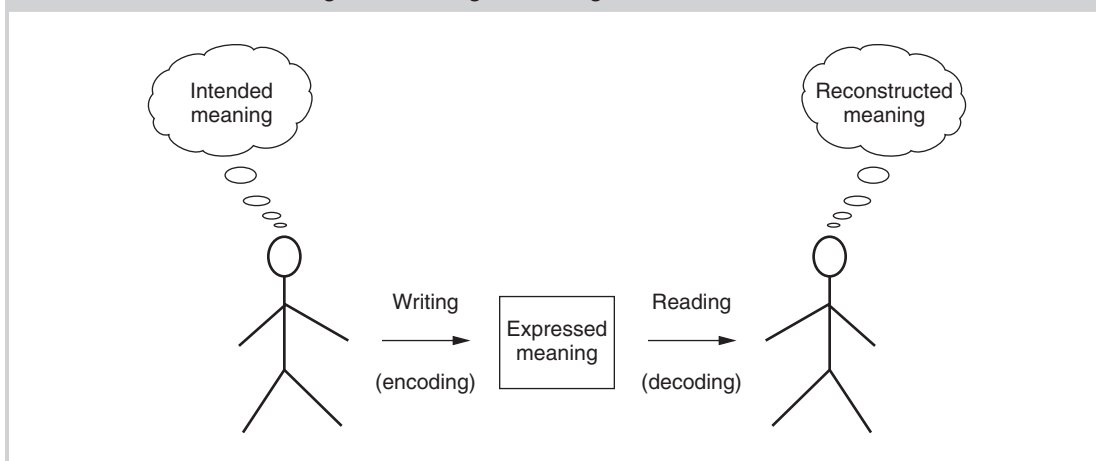 Intended
meaning
Reconstructed
meaning
Writing
Reading
Expressed
meaning
(encoding)
(decoding)